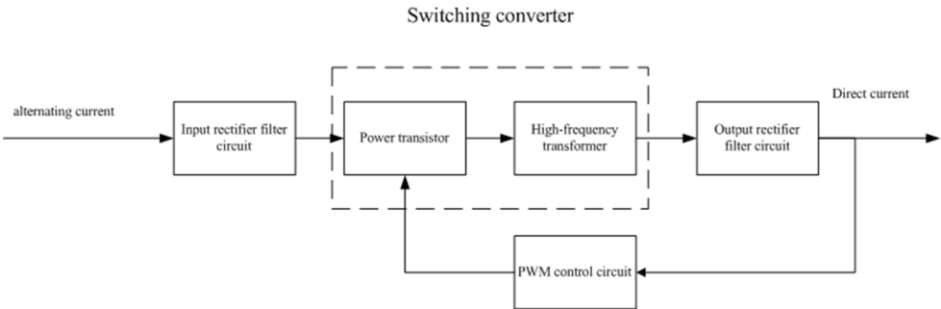 Switching converter
alternating current
Direct current
Input rectifier filter
circuit
Power transistor
High-frequency
transformer
Output rectifier
filter circuit
PWM control circuit